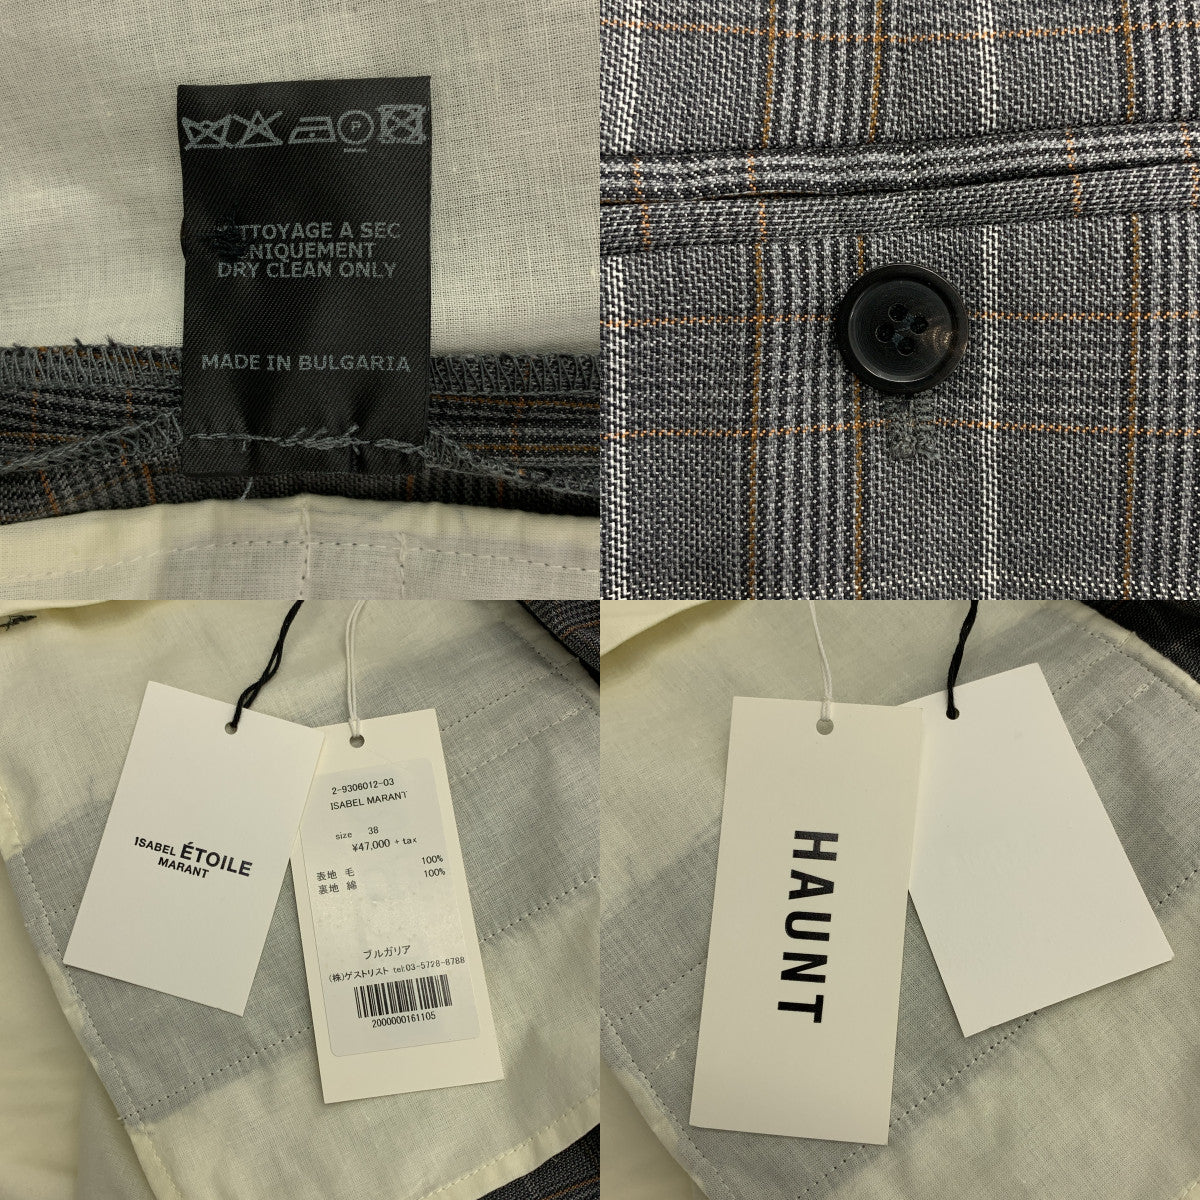 TTOYAGE A SEC
NIQUEMENT
DRY CLEAN ONLY
MADE IN BULGARIA
ISABEL ÉTOILE
MARANT
2-9306012-03
ISABEL MARANT
size 38
¥47,000 + tax
表地 毛 100%
裏地 綿 100%
ブルガリア
(株)ゲストリスト tel:03-5728-8788
2000000161105
HAUNT